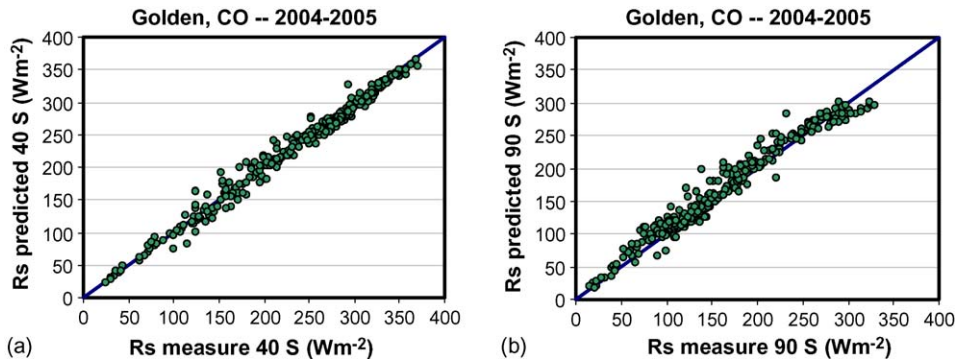 Golden, CO -- 2004-2005
400
350
300
250
200
150
100
50
0
Rs predicted 40 S (Wm-2)
0 50 100 150 200 250 300 350 400
(a)
Rs measure 40 S (Wm-2)
Golden, CO -- 2004-2005
400
350
300
250
200
150
100
50
0
Rs predicted 90 S (Wm-2)
0 50 100 150 200 250 300 350 400
(b)
Rs measure 90 S (Wm-2)